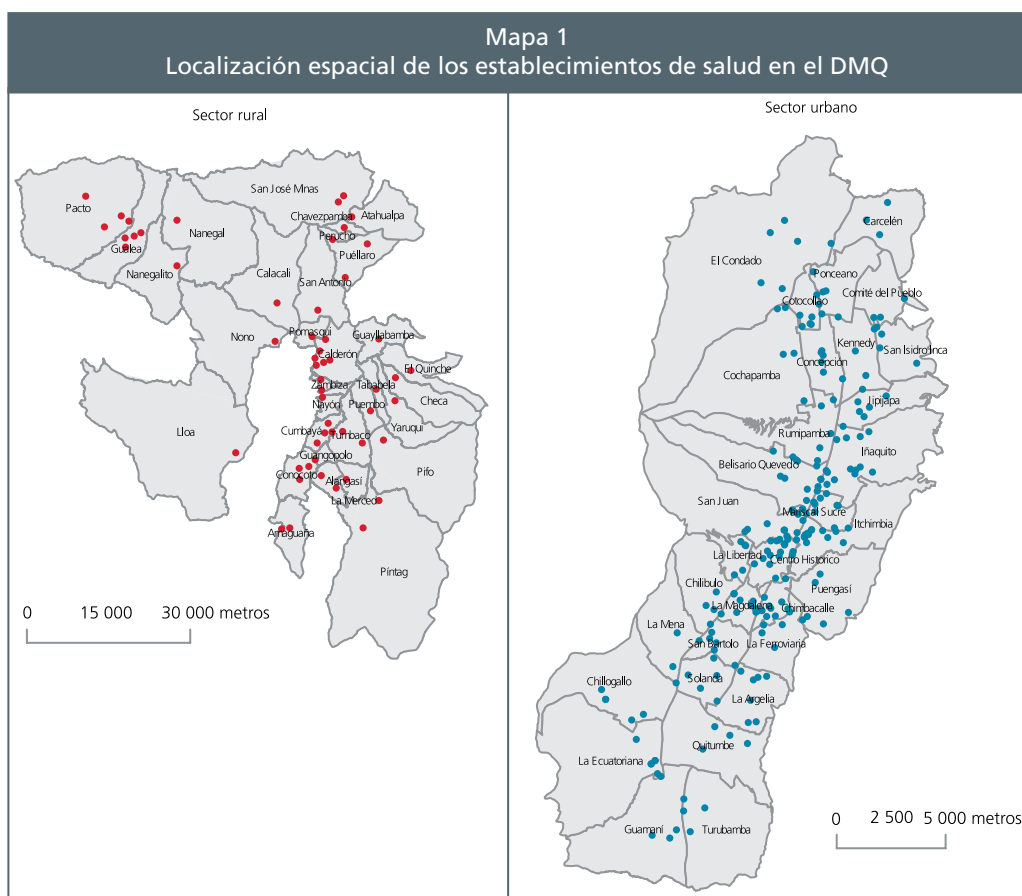 Mapa 1
Localización espacial de los establecimientos de salud en el DMQ
Sector rural
San José Mnas
Pacto
Chavezpamba
Atahualpa
Nanegal
Perucho
Gualea
Puéllaro
Nanegalito
Calacali
San Antonio
Nono
Pomasqui
Guayllabamba
Calderón
El Quinche
Zámbiza
Tababela
Nayón
Puembo
Checa
Yaruqui
Lloa
Cumbayá
Tumbaco
Guangopolo
Pifo
Conocoto
Alangasí
La Merced
Amaguaña
Píntag
0 15 000 30 000 metros
Sector urbano
Carcelén
El Condado
Ponceano
Comité del Pueblo
Cotocollao
Kennedy
San Isidro Inca
Concepción
Cochapamba
Jipijapa
Rumipamba
Iñaquito
Belisario Quevedo
San Juan
Mariscal Sucre
Itchimbia
La Libertad
Centro Histórico
Chilibulo
Puengasí
La Magdalena
Chimbacalle
La Mena
San Bartolo
La Ferroviaria
Chillogallo
Solanda
La Argelia
Quitumbe
La Ecuatoriana
Guamaní
Turubamba
0 2 500 5 000 metros